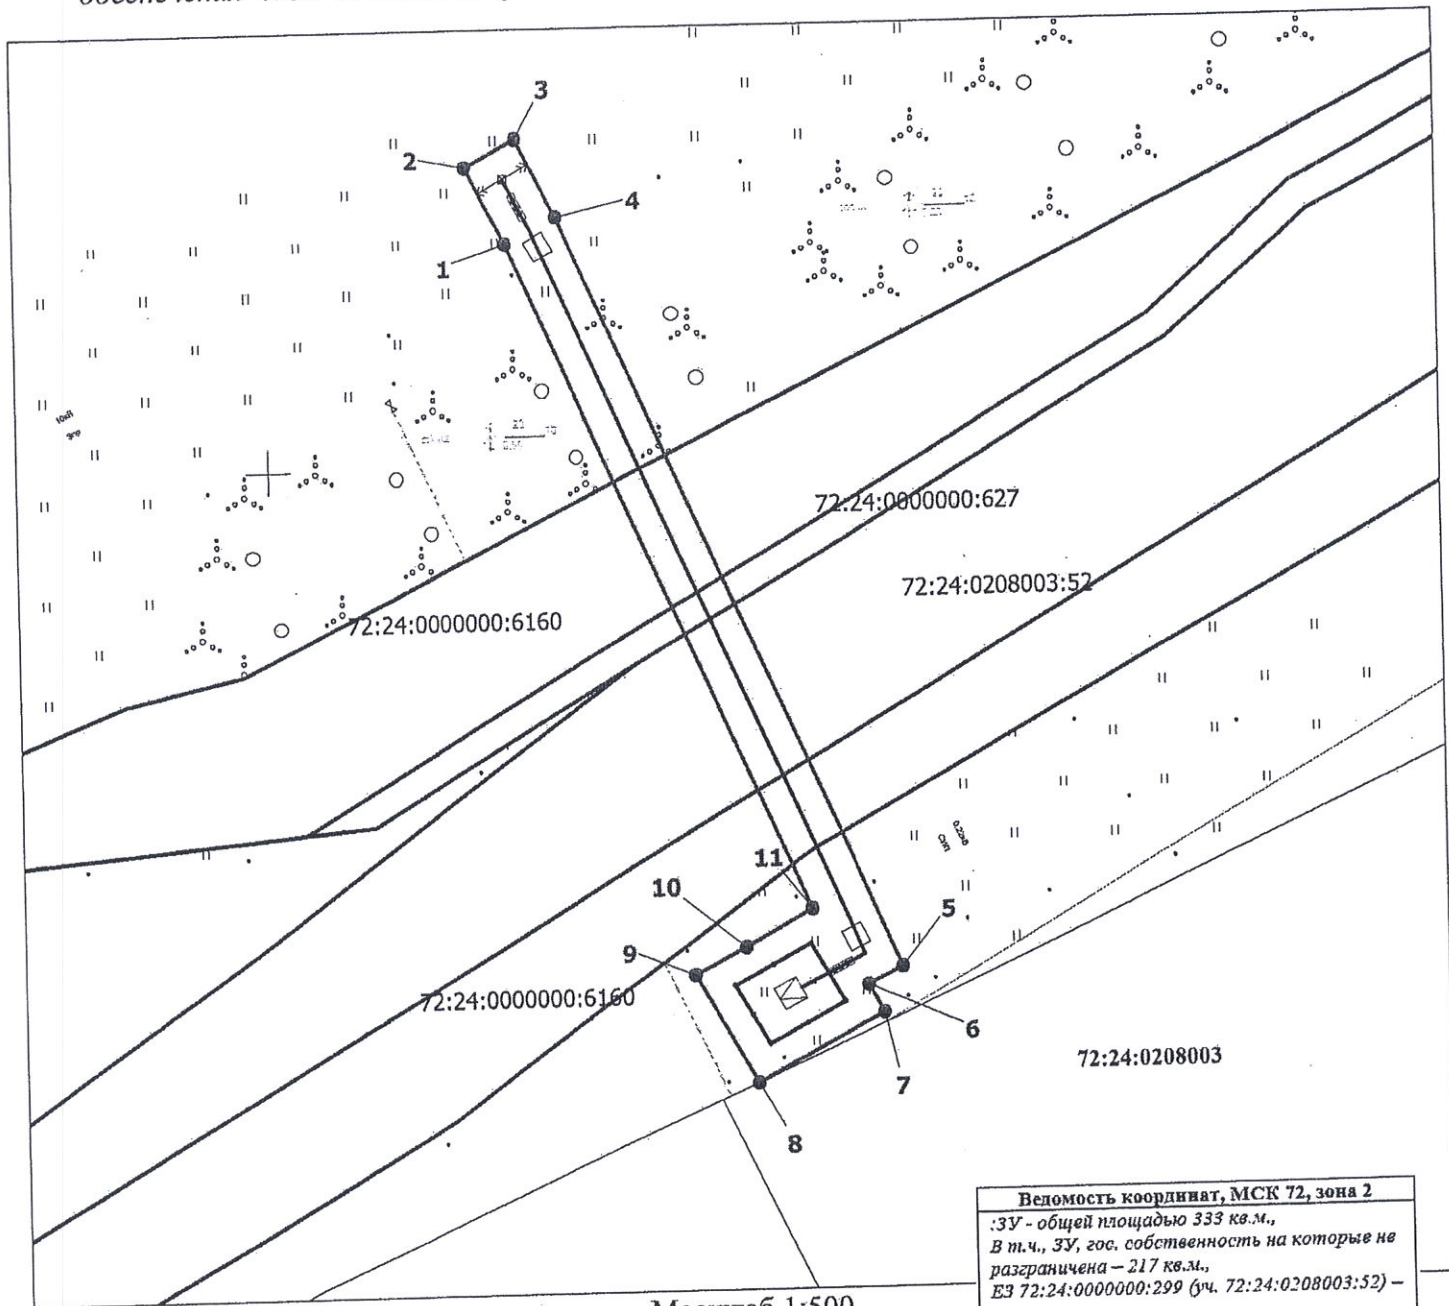 3
2
4
1
72:24:0000000:627
72:24:0208003:52
72:24:0000000:6160
11
10
5
9
72:24:0000000:6160
6
72:24:0208003
7
8
Ведомость координат, МСК 72, зона 2
:ЗУ - общей площадью 333 кв.м.,
В т.ч., ЗУ, гос. собственность на которые не
разграничена – 217 кв.м.,
ЕЗ 72:24:0000000:299 (уч. 72:24:0208003:52) –
Масштаб 1:500